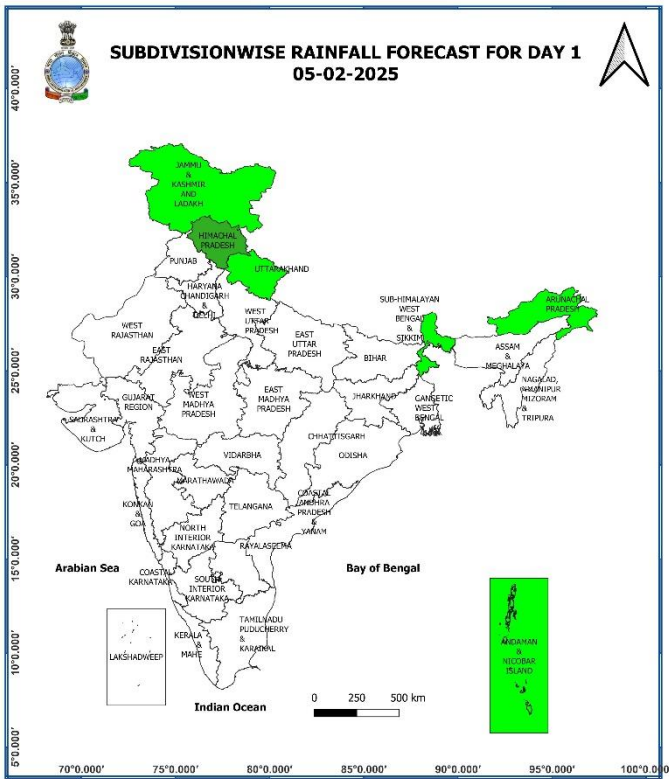 SUBDIVISIONWISE RAINFALL FORECAST FOR DAY 1
05-02-2025
40°0.000'
35°0.000'
30°0.000'
25°0.000'
20°0.000'
15°0.000'
10°0.000'
5°0.000'
JAMMU
&
KASHMIR
AND
LADAKH
HIMACHAL
PRADESH
PUNJAB
UTTARAKHAND
HARYANA
CHANDIGARH
&
DELHI
WEST
UTTAR
PRADESH
EAST
UTTAR
PRADESH
WEST
RAJASTHAN
EAST
RAJASTHAN
SUB-HIMALAYAN
WEST
BENGAL
&
SIKKIM
ARUNACHAL
PRADESH
ASSAM
&
MEGHALAYA
NAGALAD,
MANIPUR
MIZORAM
&
TRIPURA
BIHAR
JHARKHAND
GANGETIC
WEST
BENGAL
GUJARAT
REGION
SAURASHTRA
&
KUTCH
WEST
MADHYA
PRADESH
EAST
MADHYA
PRADESH
CHHATTISGARH
ODISHA
VIDARBHA
MADHYA
MAHARASHTRA
MARATHAWADA
KONKAN
&
GOA
TELANGANA
COASTAL
ANDHRA
PRADESH
&
YANAM
NORTH
INTERIOR
KARNATAKA
RAYALASEEMA
COASTAL
KARNATAKA
SOUTH
INTERIOR
KARNATAKA
TAMILNADU
PUDUCHERRY
&
KARAIKAL
KERALA
&
MAHE
LAKSHADWEEP
ANDAMAN
&
NICOBAR
ISLAND
Arabian Sea
Bay of Bengal
Indian Ocean
0 250 500 km
70°0.000' 75°0.000' 80°0.000' 85°0.000' 90°0.000' 95°0.000' 100°0.000'